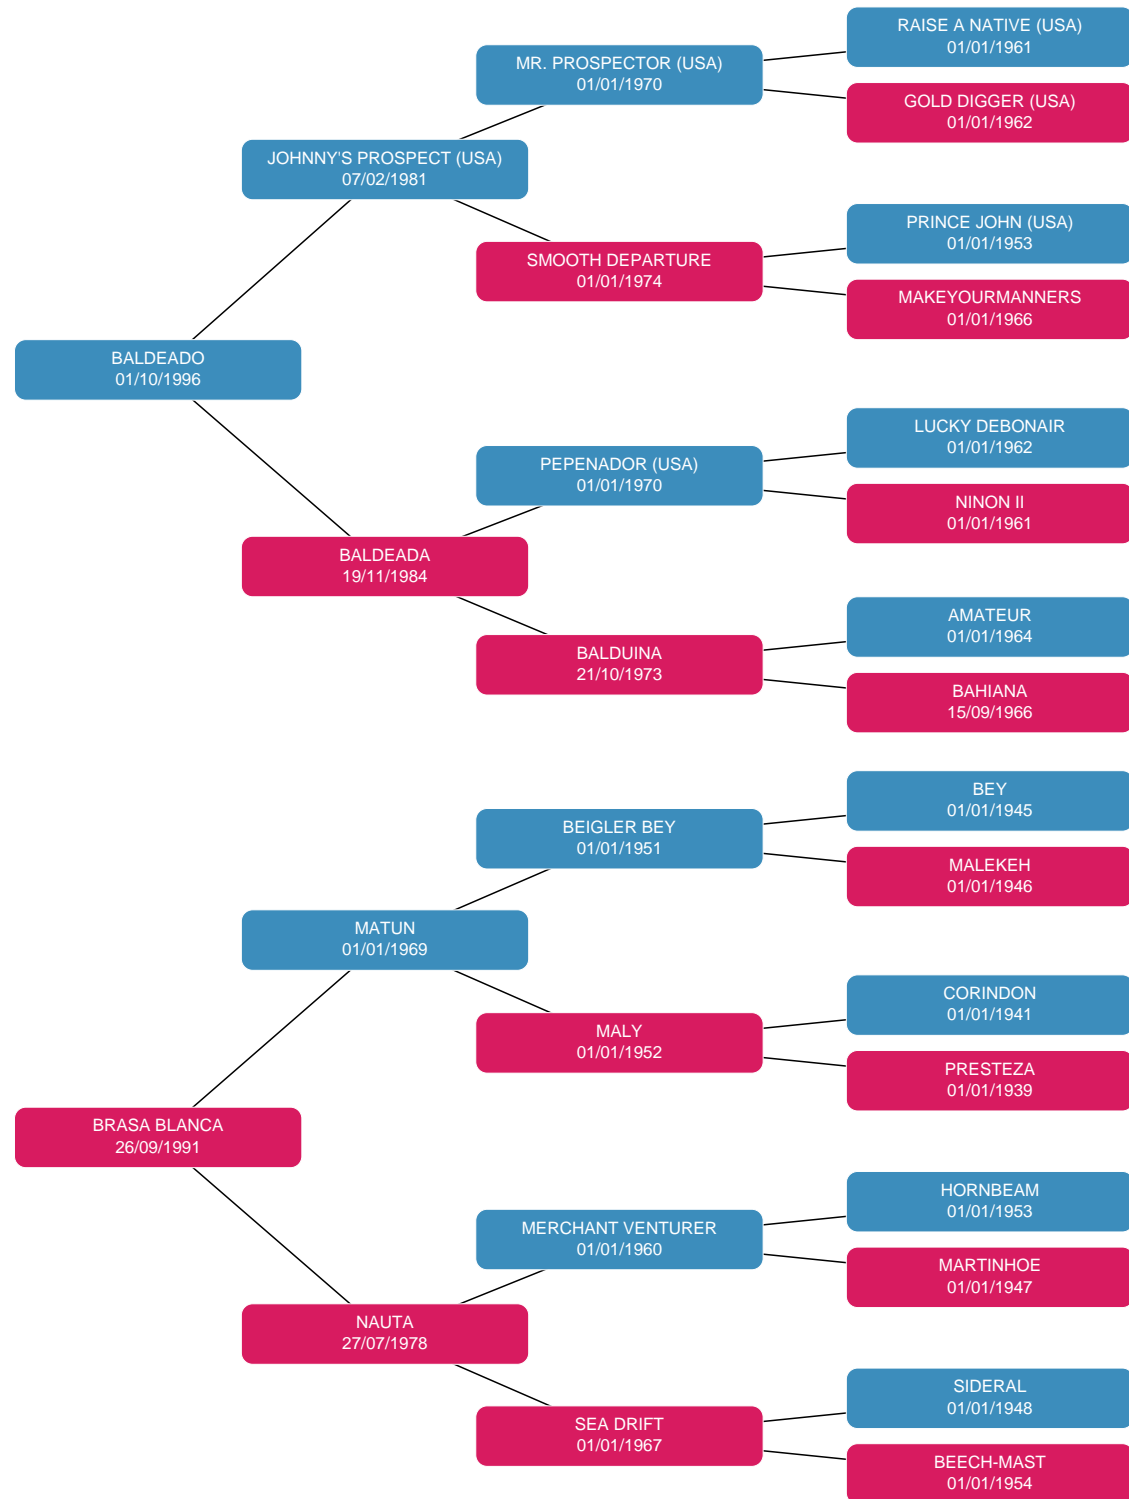 RAISE A NATIVE (USA)
01/01/1961
MR. PROSPECTOR (USA)
01/01/1970
GOLD DIGGER (USA)
01/01/1962
JOHNNY'S PROSPECT (USA)
07/02/1981
PRINCE JOHN (USA)
01/01/1953
SMOOTH DEPARTURE
01/01/1974
MAKEYOURMANNERS
01/01/1966
BALDEADO
01/10/1996
LUCKY DEBONAIR
01/01/1962
PEPENADOR (USA)
01/01/1970
NINON II
01/01/1961
BALDEADA
19/11/1984
AMATEUR
01/01/1964
BALDUINA
21/10/1973
BAHIANA
15/09/1966
BEY
01/01/1945
BEIGLER BEY
01/01/1951
MALEKEH
01/01/1946
MATUN
01/01/1969
CORINDON
01/01/1941
MALY
01/01/1952
PRESTEZA
01/01/1939
BRASA BLANCA
26/09/1991
HORNBEAM
01/01/1953
MERCHANT VENTURER
01/01/1960
MARTINHOE
01/01/1947
NAUTA
27/07/1978
SIDERAL
01/01/1948
SEA DRIFT
01/01/1967
BEECH-MAST
01/01/1954